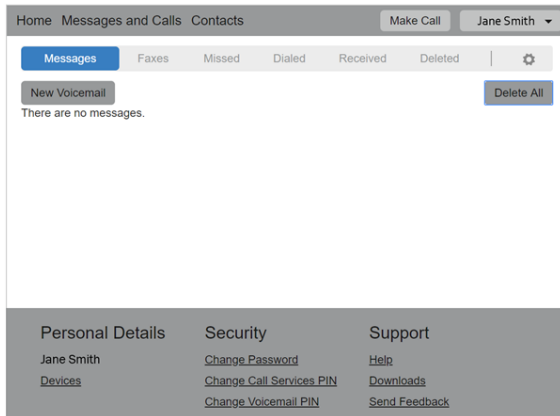 Home Messages and Calls Contacts Make Call Jane Smith
Messages Faxes Missed Dialed Received Deleted
New Voicemail Delete All
There are no messages.
Personal Details Security Support
Jane Smith Change Password Help
Devices Change Call Services PIN Downloads
Change Voicemail PIN Send Feedback